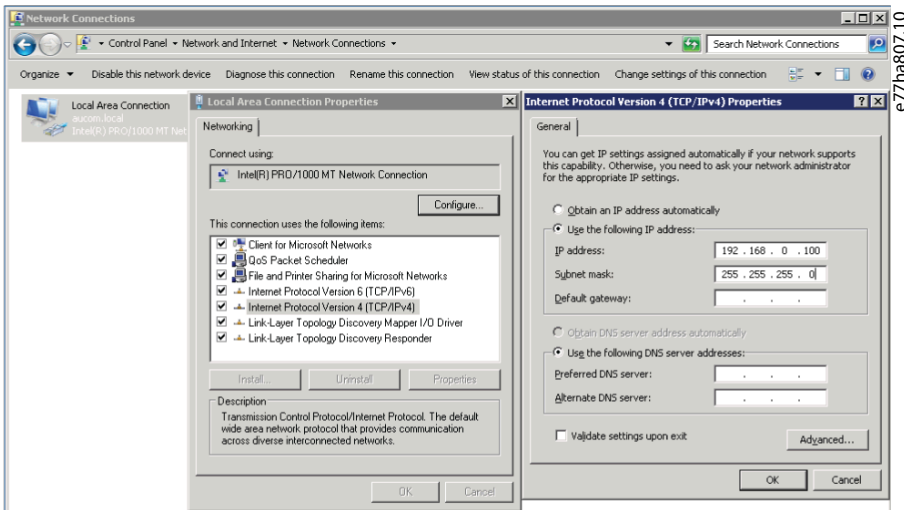 Network Connections
Control Panel Network and Internet Network Connections
Search Network Connections
Organize Disable this network device Diagnose this connection Rename this connection View status of this connection Change settings of this connection
Local Area Connection
aucom.local
Intel(R) PRO/1000 MT Net
Local Area Connection Properties
Networking
Connect using:
Intel(R) PRO/1000 MT Network Connection
Configure...
This connection uses the following items:
Client for Microsoft Networks
QoS Packet Scheduler
File and Printer Sharing for Microsoft Networks
Internet Protocol Version 6 (TCP/IPv6)
Internet Protocol Version 4 (TCP/IPv4)
Link-Layer Topology Discovery Mapper I/O Driver
Link-Layer Topology Discovery Responder
Install... Uninstall Properties
Description
Transmission Control Protocol/Internet Protocol. The default
wide area network protocol that provides communication
across diverse interconnected networks.
OK Cancel
Internet Protocol Version 4 (TCP/IPv4) Properties
General
You can get IP settings assigned automatically if your network supports
this capability. Otherwise, you need to ask your network administrator
for the appropriate IP settings.
Obtain an IP address automatically
Use the following IP address:
IP address: 192 . 168 . 0 . 100
Subnet mask: 255 . 255 . 255 . 0
Default gateway: . . .
Obtain DNS server address automatically
Use the following DNS server addresses:
Preferred DNS server: . . .
Alternate DNS server: . . .
Validate settings upon exit
Advanced...
OK Cancel
e77ha807.10